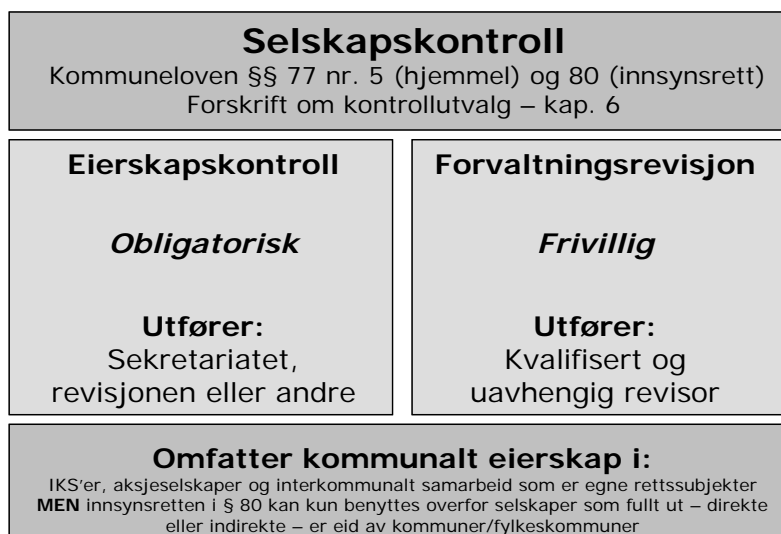 Selskapskontroll
Kommuneloven §§ 77 nr. 5 (hjemmel) og 80 (innsynsrett)
Forskrift om kontrollutvalg – kap. 6
Eierskapskontroll
Obligatorisk
Utfører:
Sekretariatet,
revisjonen eller andre
Forvaltningsrevisjon
Frivillig
Utfører:
Kvalifisert og
uavhengig revisor
Omfatter kommunalt eierskap i:
IKS'er, aksjeselskaper og interkommunalt samarbeid som er egne rettssubjekter
MEN innsynsretten i § 80 kan kun benyttes overfor selskaper som fullt ut – direkte
eller indirekte – er eid av kommuner/fylkeskommuner